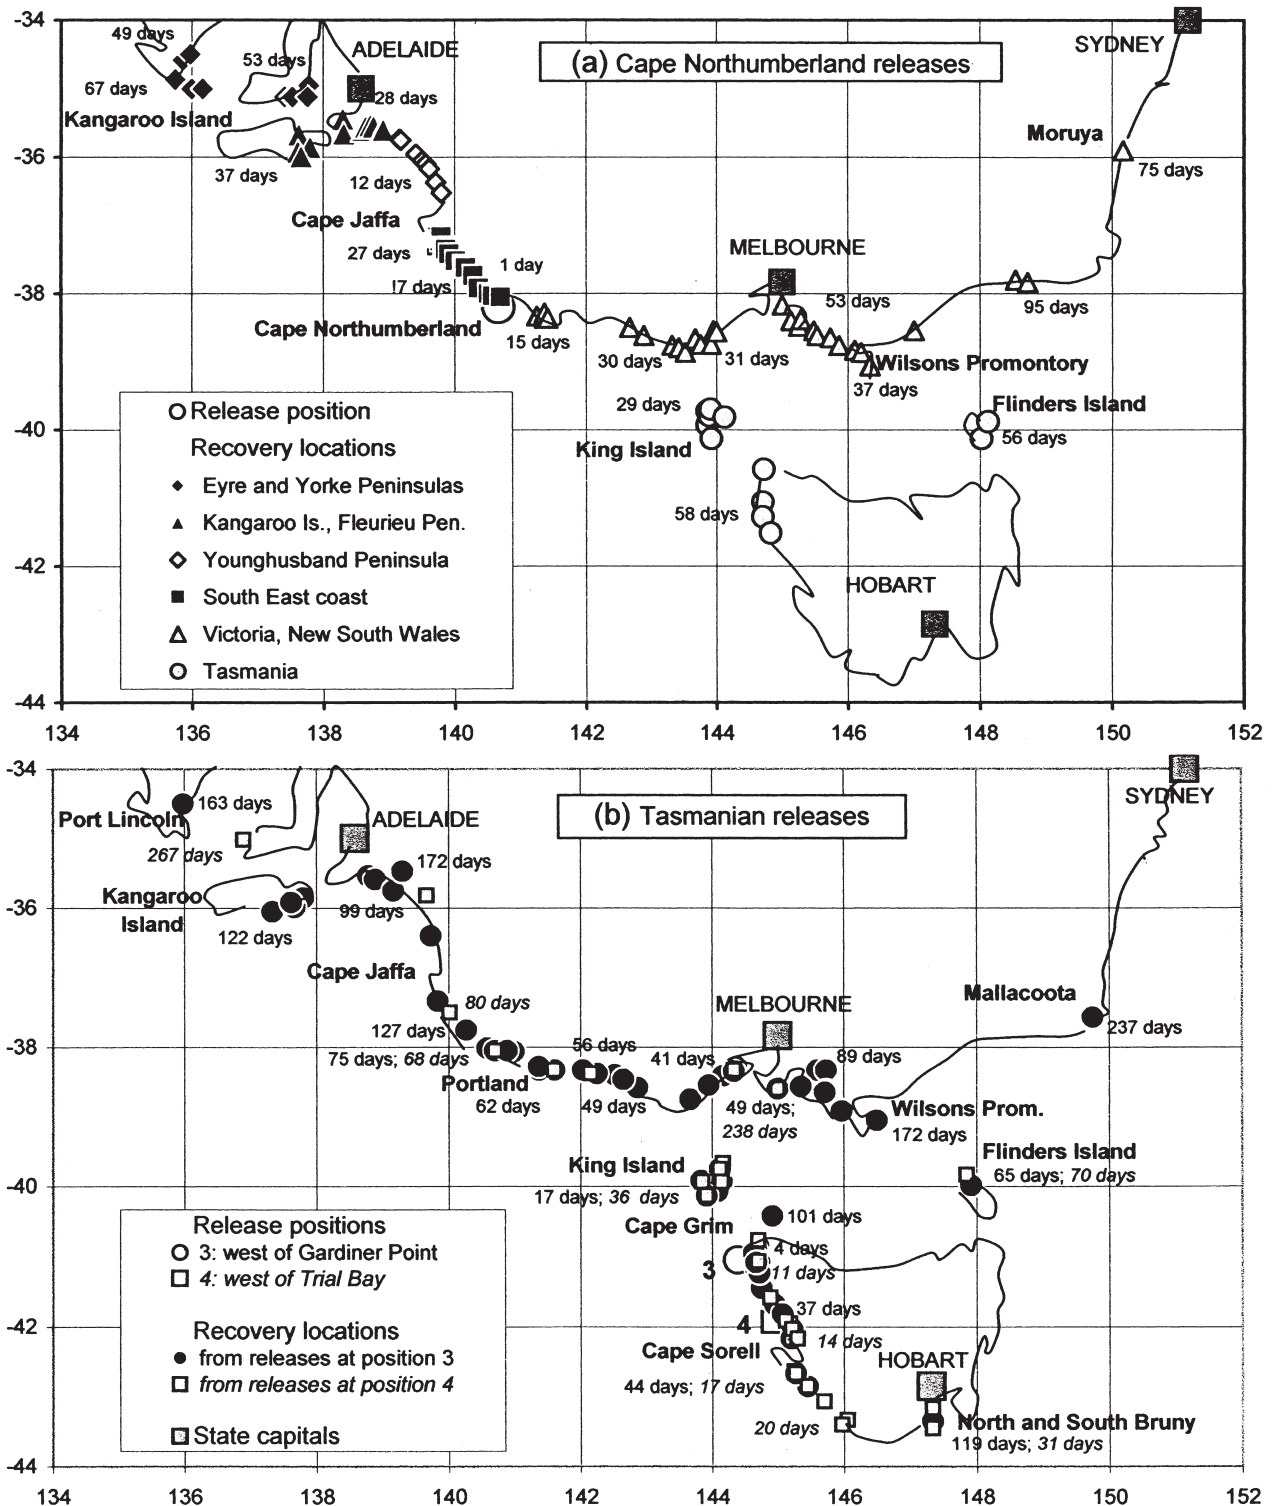 -34
49 days
53 days
ADELAIDE
SYDNEY
(a) Cape Northumberland releases
67 days
28 days
Kangaroo Island
Moruya
-36
37 days
12 days
75 days
Cape Jaffa
27 days
MELBOURNE
1 day
!7 days
53 days
-38
95 days
Cape Northumberland
15 days
30 days
31 days
Wilsons Promontory
37 days
29 days
Flinders Island
-40
56 days
King Island
Release position
Recovery locations
Eyre and Yorke Peninsulas
Kangaroo Is., Fleurieu Pen.
Younghusband Peninsula
South East coast
Victoria, New South Wales
Tasmania
58 days
-42
HOBART
-44
134 136 138 140 142 144 146 148 150 152
-34
SYDNEY
163 days
Port Lincoln
ADELAIDE
(b) Tasmanian releases
267 days
172 days
Kangaroo
Island
99 days
-36
122 days
Cape Jaffa
80 days
MELBOURNE
Mallacoota
127 days
237 days
-38
75 days; 68 days
56 days
41 days
89 days
Portland
62 days
49 days
49 days;
238 days
Wilsons Prom.
172 days
King Island
Flinders Island
65 days; 70 days
-40
17 days; 36 days
Cape Grim
101 days
4 days
3
11 days
37 days
4
14 days
-42
Cape Sorell
HOBART
44 days; 17 days
20 days
North and South Bruny
119 days; 31 days
Release positions
3: west of Gardiner Point
4: west of Trial Bay
Recovery locations
from releases at position 3
from releases at position 4
State capitals
-44
134 136 138 140 142 144 146 148 150 152